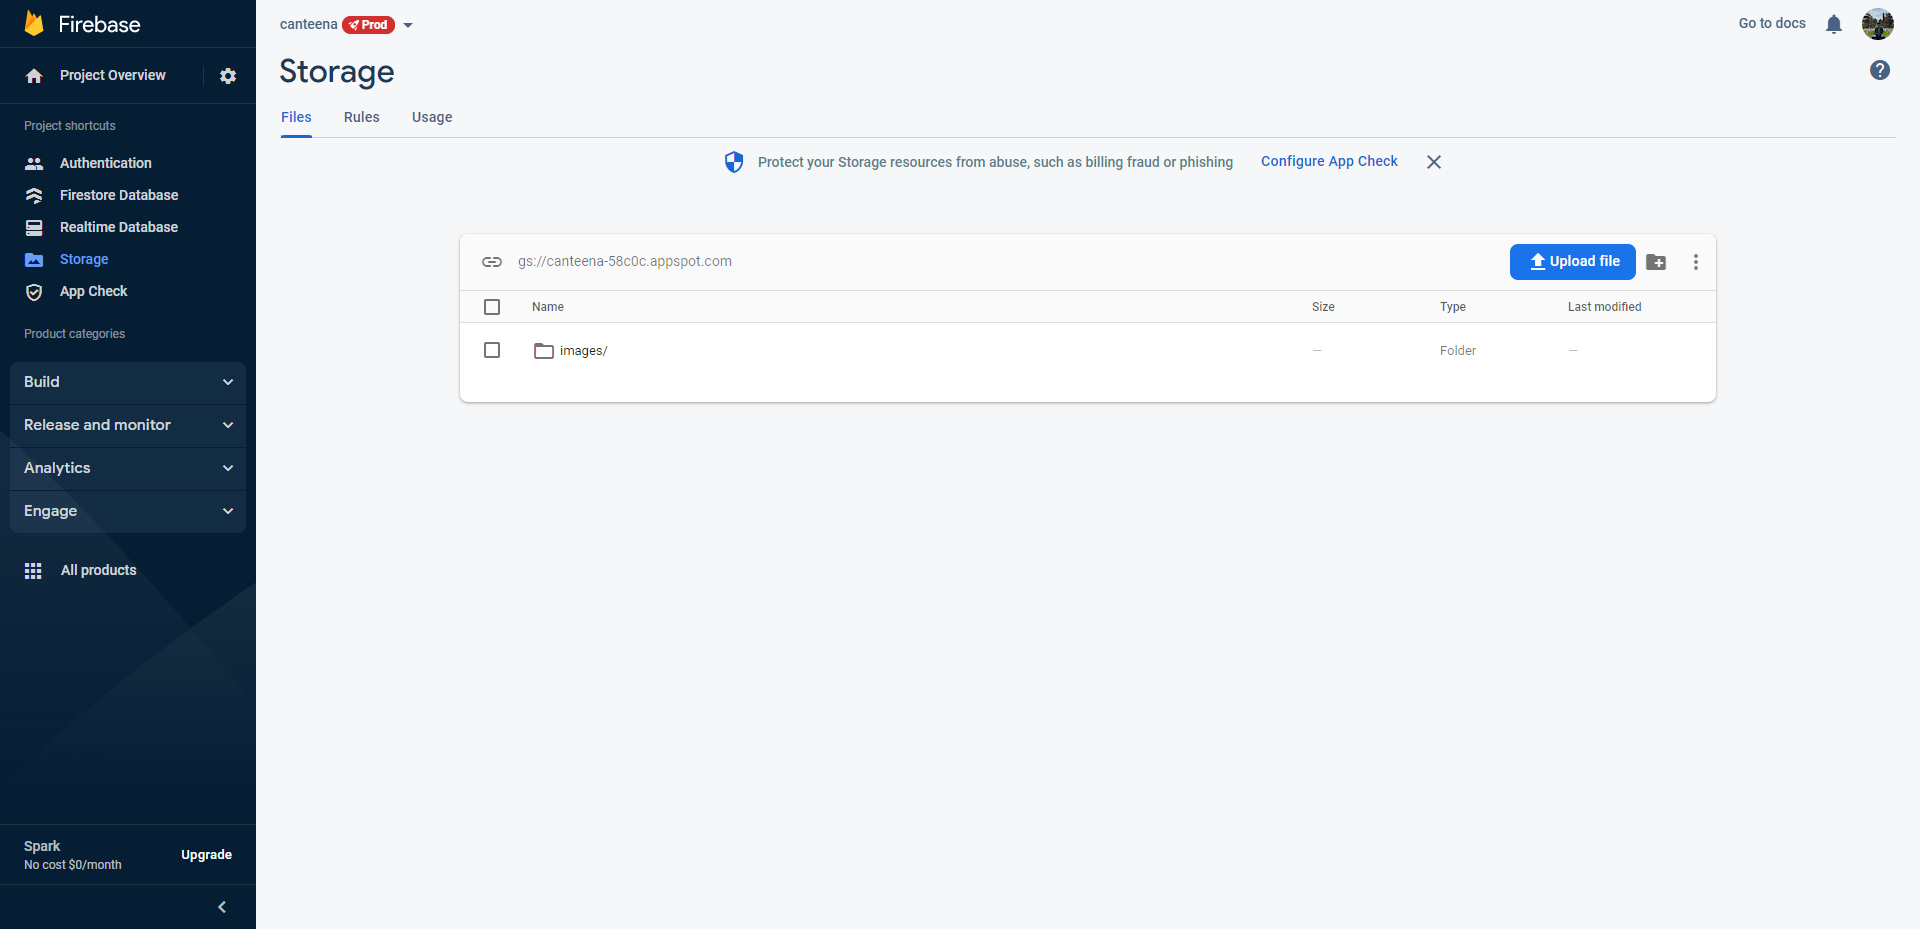 Firebase
Project Overview
Project shortcuts
Authentication
Firestore Database
Realtime Database
Storage
App Check
Product categories
Build
Release and monitor
Analytics
Engage
All products
Spark
No cost $0/month
Upgrade
canteena Prod
Go to docs
Storage
Files Rules Usage
Protect your Storage resources from abuse, such as billing fraud or phishing Configure App Check
gs://canteena-58c0c.appspot.com Upload file
Name Size Type Last modified
images/ — Folder —